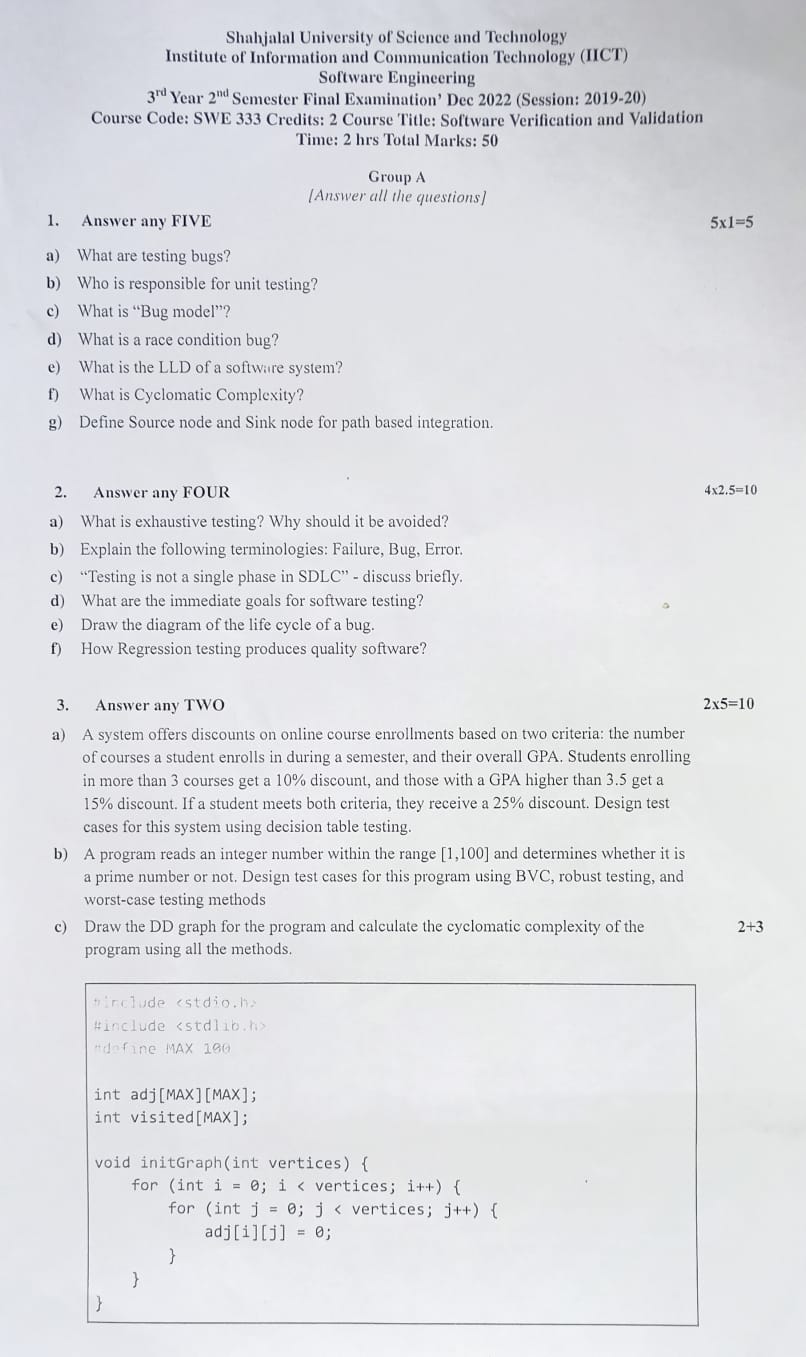 Shahjalal University of Science and Technology
Institute of Information and Communication Technology (IICT)
Software Engineering
3rd Year 2nd Semester Final Examination’ Dec 2022 (Session: 2019-20)
Course Code: SWE 333 Credits: 2 Course Title: Software Verification and Validation
Time: 2 hrs Total Marks: 50
Group A
[Answer all the questions]
1. Answer any FIVE 5x1=5
a) What are testing bugs?
b) Who is responsible for unit testing?
c) What is “Bug model”?
d) What is a race condition bug?
e) What is the LLD of a software system?
f) What is Cyclomatic Complexity?
g) Define Source node and Sink node for path based integration.
2. Answer any FOUR 4x2.5=10
a) What is exhaustive testing? Why should it be avoided?
b) Explain the following terminologies: Failure, Bug, Error.
c) “Testing is not a single phase in SDLC” - discuss briefly.
d) What are the immediate goals for software testing?
e) Draw the diagram of the life cycle of a bug.
f) How Regression testing produces quality software?
3. Answer any TWO 2x5=10
a) A system offers discounts on online course enrollments based on two criteria: the number
of courses a student enrolls in during a semester, and their overall GPA. Students enrolling
in more than 3 courses get a 10% discount, and those with a GPA higher than 3.5 get a
15% discount. If a student meets both criteria, they receive a 25% discount. Design test
cases for this system using decision table testing.
b) A program reads an integer number within the range [1,100] and determines whether it is
a prime number or not. Design test cases for this program using BVC, robust testing, and
worst-case testing methods
c) Draw the DD graph for the program and calculate the cyclomatic complexity of the 2+3
program using all the methods.
#include <stdio.h>
#include <stdlib.h>
#define MAX 100
int adj[MAX][MAX];
int visited[MAX];
void initGraph(int vertices) {
for (int i = 0; i < vertices; i++) {
for (int j = 0; j < vertices; j++) {
adj[i][j] = 0;
}
}
}